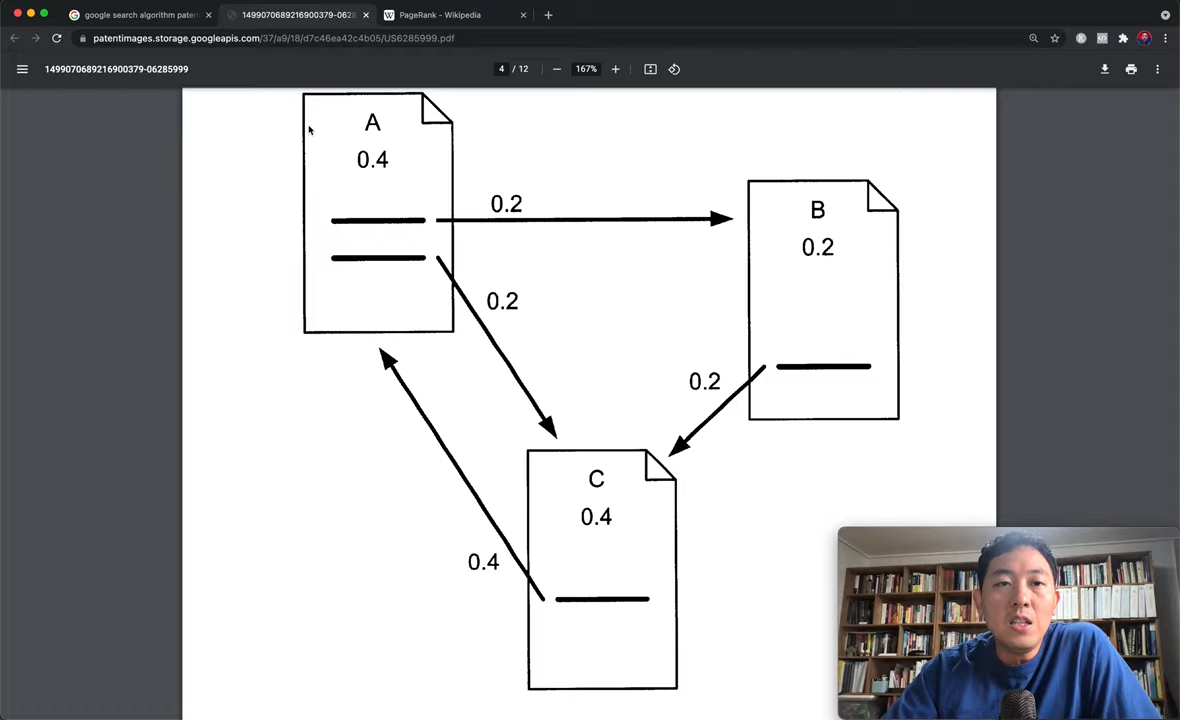 google search algorithm paten
1499070689216900379-0628
PageRank - Wikipedia
patentimages.storage.googleapis.com/37/a9/18/d7c46ea42c4b05/US6285999.pdf
1499070689216900379-06285999
4 / 12
167%
A
0.4
0.2
B
0.2
0.2
0.2
C
0.4
0.4